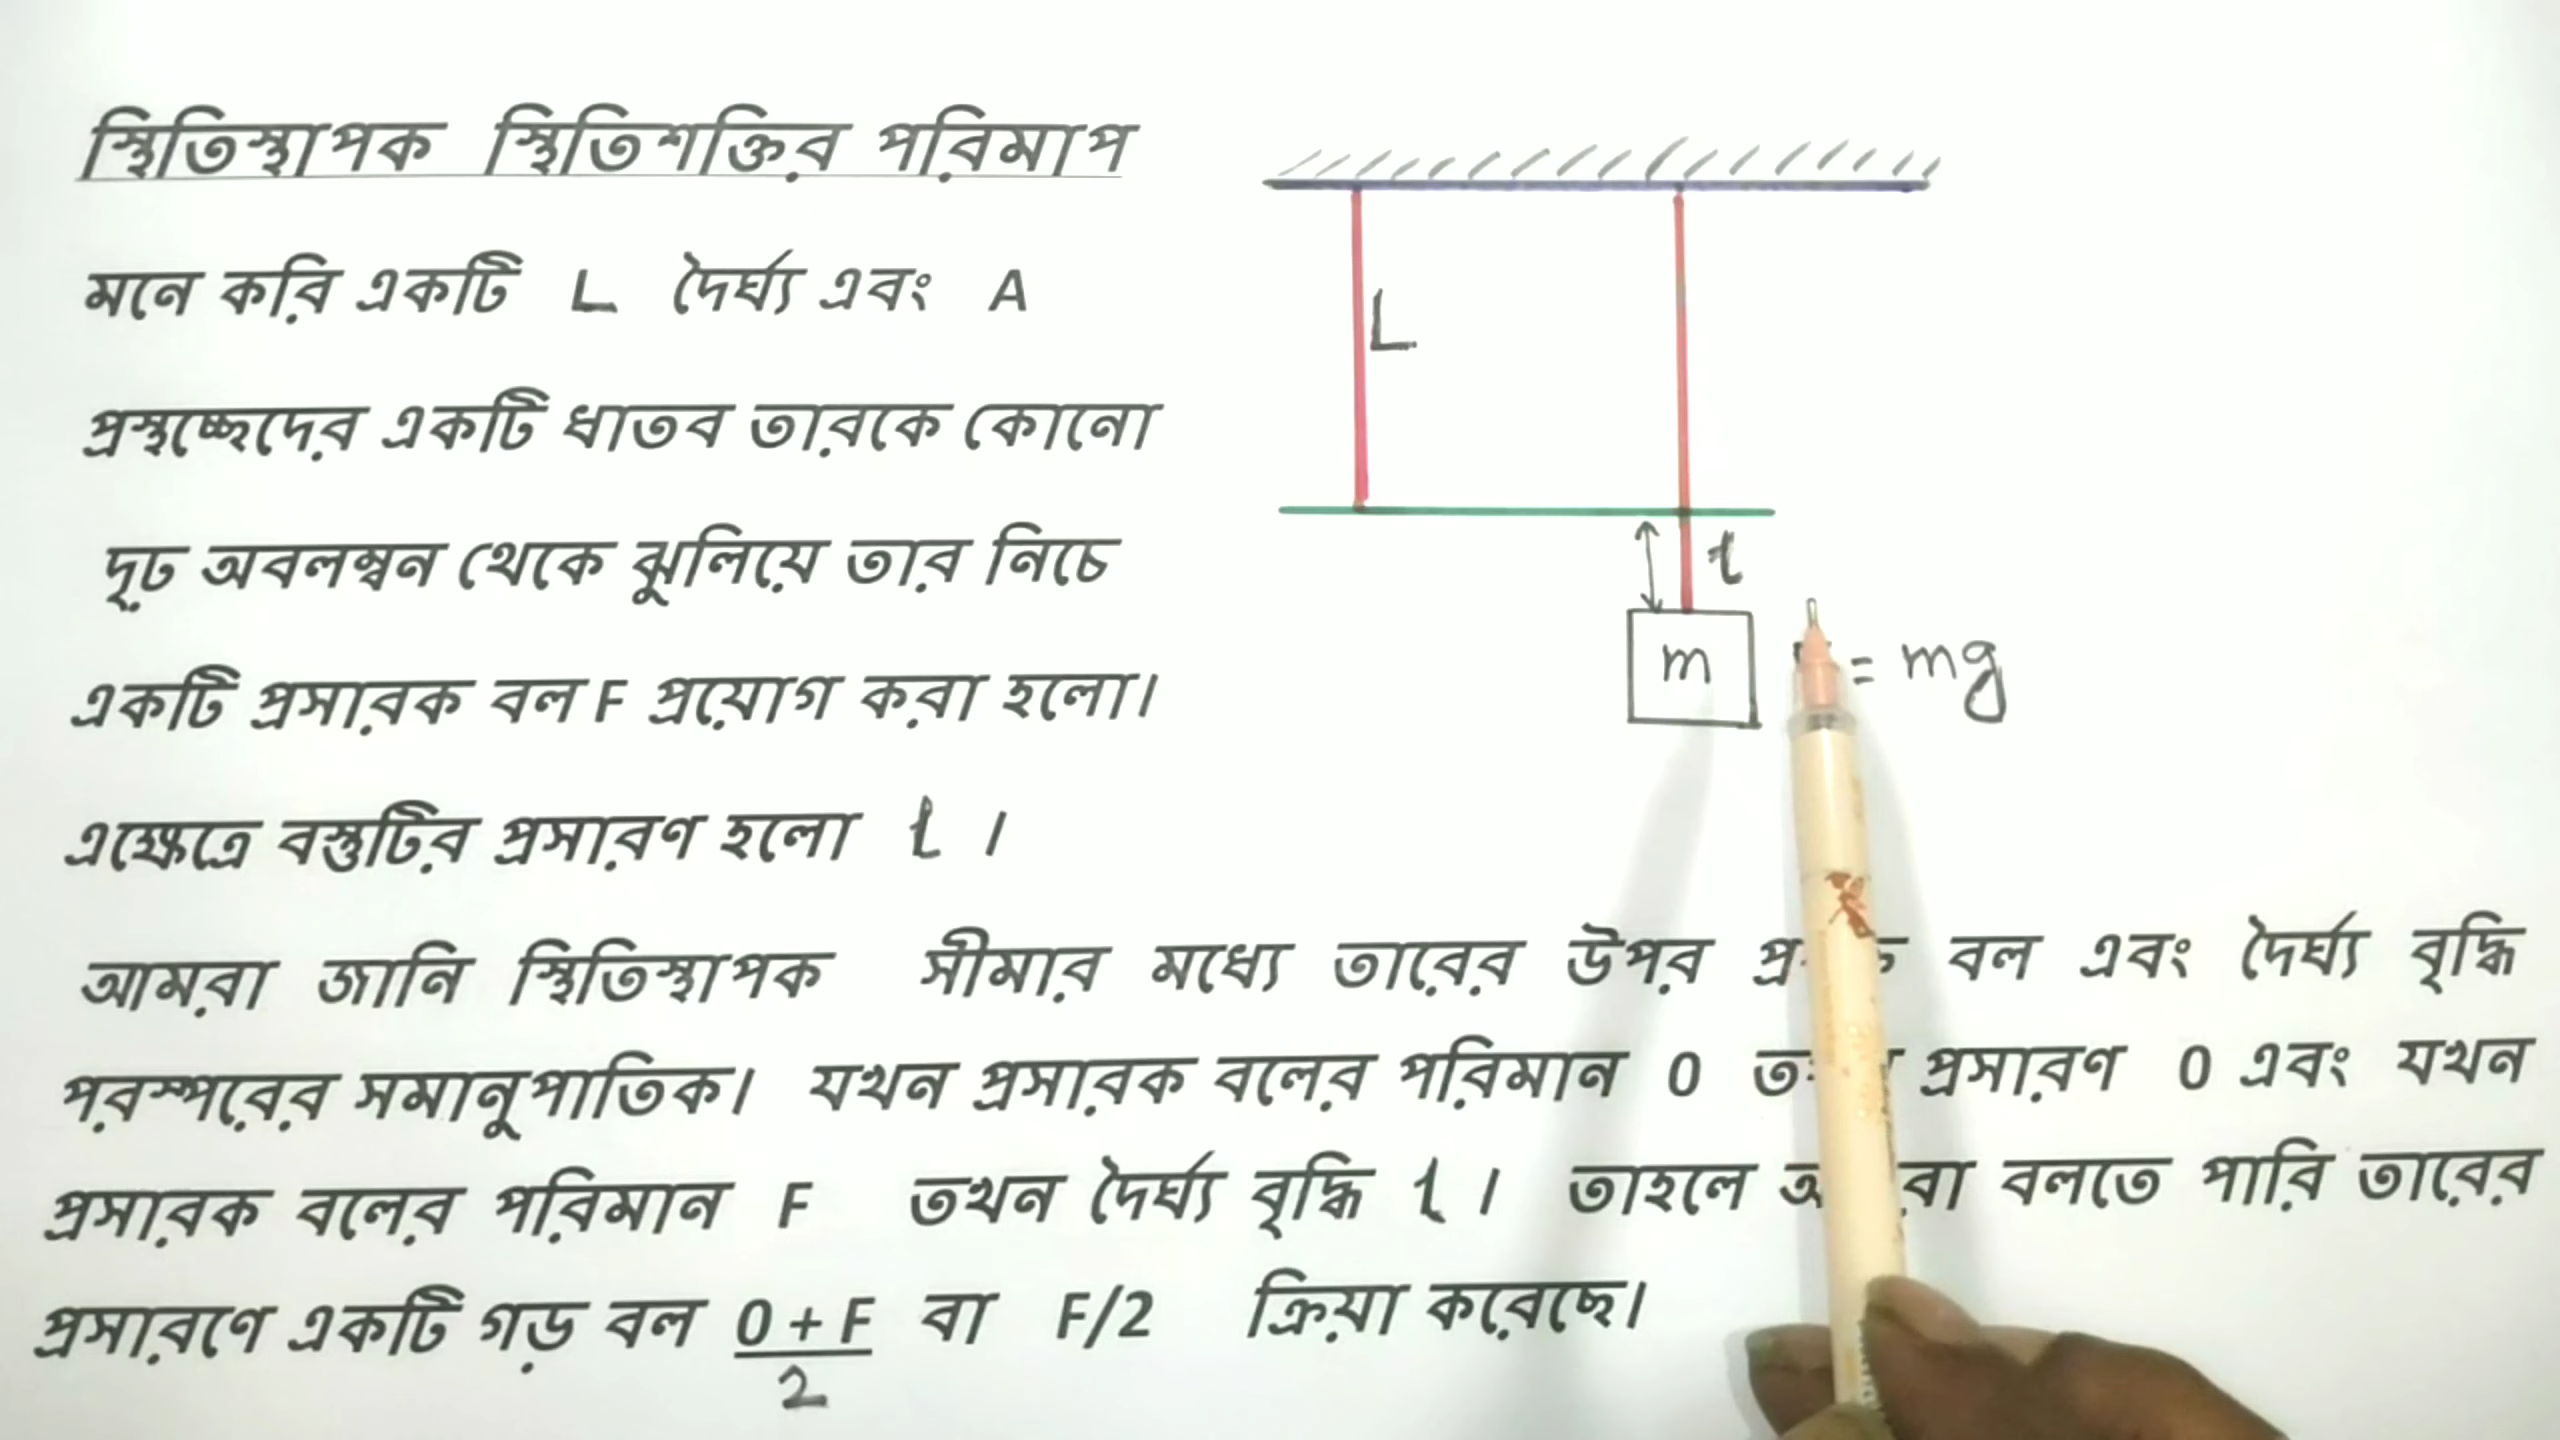 স্থিতিস্থাপক স্থিতিশক্তির পরিমাপ
মনে করি একটি L দৈর্ঘ্য এবং A
প্রস্থচ্ছেদের একটি ধাতব তারকে কোনো
দৃঢ অবলম্বন থেকে ঝুলিয়ে তার নিচে
একটি প্রসারক বল F প্রয়োগ করা হলো।
এক্ষেত্রে বস্তুটির প্রসারণ হলো l ।
L
l
m
= mg
আমরা জানি স্থিতিস্থাপক সীমার মধ্যে তারের উপর বল এবং দৈর্ঘ্য বৃদ্ধি
পরস্পরের সমানুপাতিক। যখন প্রসারক বলের পরিমান 0 প্রসারণ 0 এবং যখন
প্রসারক বলের পরিমান F তখন দৈর্ঘ্য বৃদ্ধি l । তাহলে বলতে পারি তারের
প্রসারণে একটি গড় বল 0 + F বা F/2 ক্রিয়া করেছে।
2